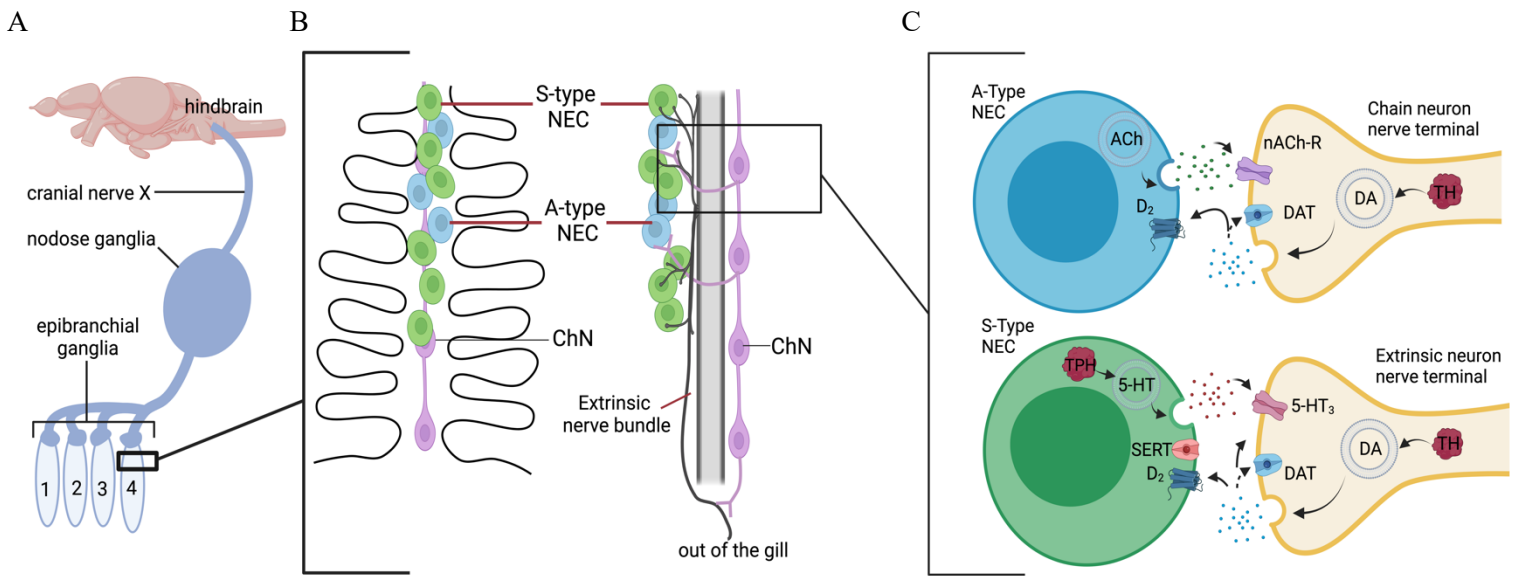 A
hindbrain
cranial nerve X
nodose ganglia
epibranchial
ganglia
1
2
3
4
B
S-type
NEC
A-type
NEC
ChN
ChN
Extrinsic
nerve bundle
out of the gill
C
A-Type
NEC
ACh
D2
nACh-R
DAT
DA
TH
Chain neuron
nerve terminal
S-Type
NEC
TPH
5-HT
SERT
D2
5-HT3
DAT
DA
TH
Extrinsic neuron
nerve terminal